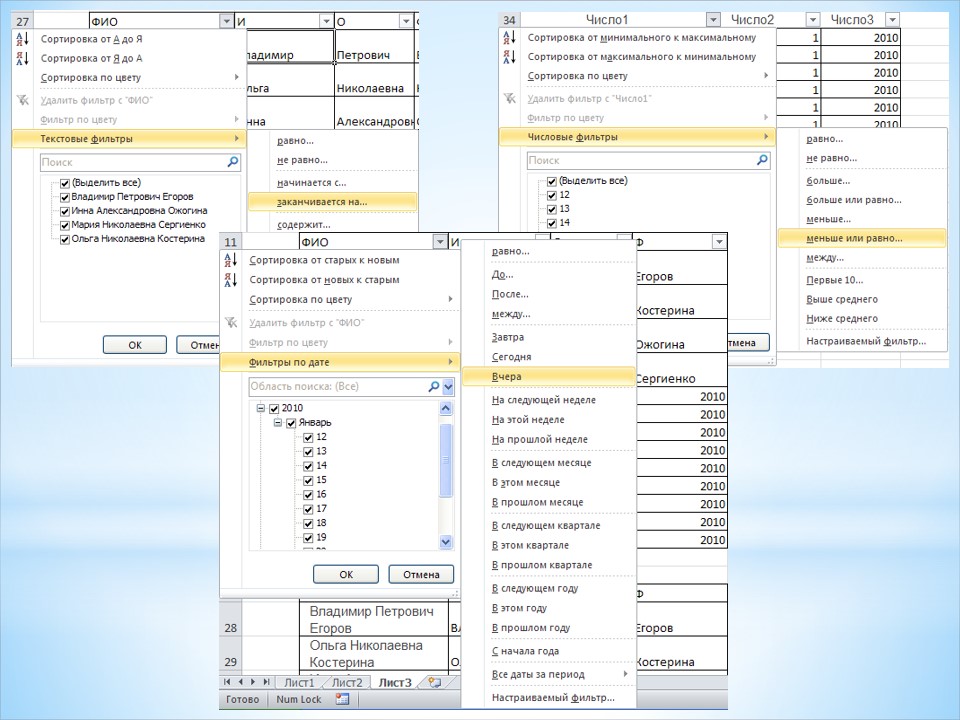 27 ФИО И О
Сортировка от А до Я
Сортировка от Я до А
Сортировка по цвету
Удалить фильтр с "ФИО"
Фильтр по цвету
Текстовые фильтры
Поиск
(Выделить все)
Владимир Петрович Егоров
Инна Александровна Ожогина
Мария Николаевна Сергиенко
Ольга Николаевна Костерина
ОК
адимир Петрович
ьга Николаевна
нна Александровн
равно...
не равно...
начинается с...
заканчивается на...
содержит...
34 Число1 Число2 Число3
Сортировка от минимального к максимальному
Сортировка от максимального к минимальному
Сортировка по цвету
Удалить фильтр с "Число1"
Фильтр по цвету
Числовые фильтры
Поиск
(Выделить все)
12
13
14
тмена
1 2010
1 2010
1 2010
1 2010
1 2010
1 2010
равно...
не равно...
больше...
больше или равно...
меньше...
меньше или равно...
между...
Первые 10...
Выше среднего
Ниже среднего
Настраиваемый фильтр...
11 ФИО И Ф
Сортировка от старых к новым
Сортировка от новых к старым
Сортировка по цвету
Удалить фильтр с "ФИО"
Фильтр по цвету
Фильтры по дате
Область поиска: (Все)
2010
Январь
12
13
14
15
16
17
18
19
ОК Отмена
равно...
До...
После...
между...
Завтра
Сегодня
Вчера
На следующей неделе
На этой неделе
На прошлой неделе
В следующем месяце
В этом месяце
В прошлом месяце
В следующем квартале
В этом квартале
В прошлом квартале
В следующем году
В этом году
В прошлом году
С начала года
Все даты за период
Настраиваемый фильтр...
Егоров
Костерина
Ожогина
Сергиенко
2010
2010
2010
2010
2010
2010
2010
2010
2010
Ф
28 Владимир Петрович
Егоров Егоров
Ольга Николаевна
29 Костерина Костерина
Лист1 Лист2 Лист3
Готово Num Lock